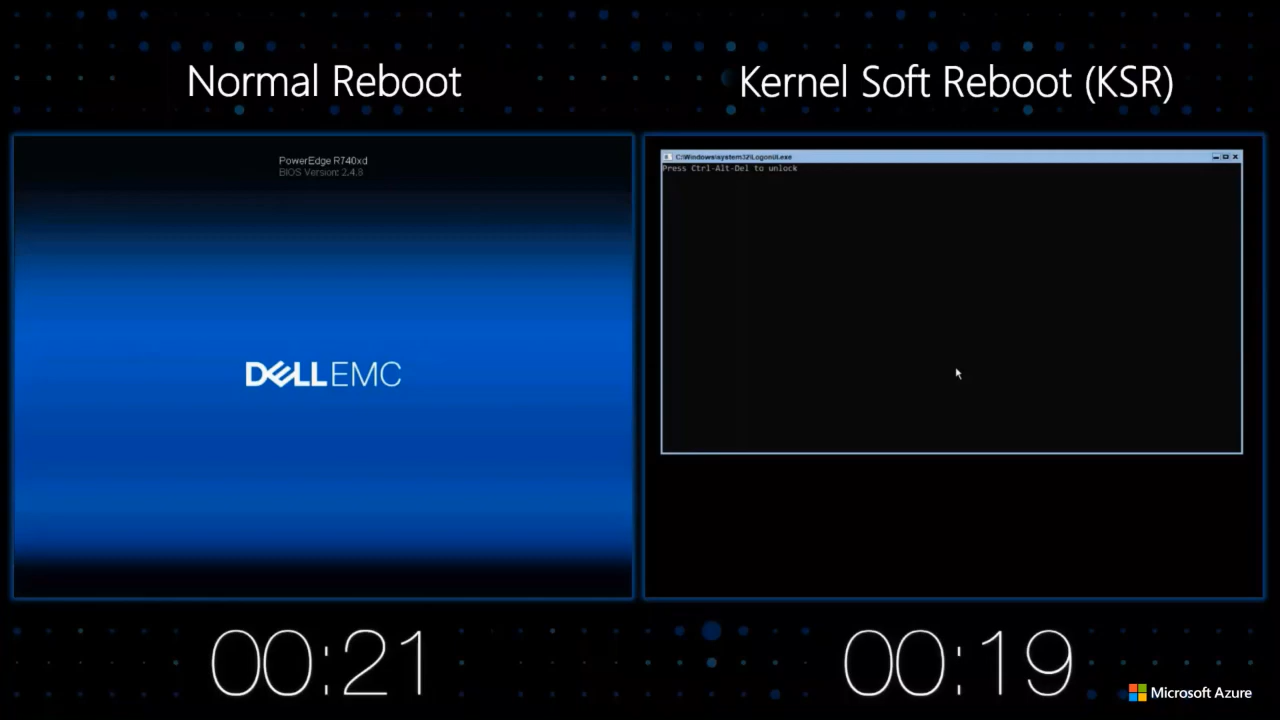 Normal Reboot
Kernel Soft Reboot (KSR)
PowerEdge R740xd
BIOS Version: 2.4.8
DELLEMC
C:\Windows\system32\LogonUI.exe
Press Ctrl-Alt-Del to unlock
00:21
00:19
Microsoft Azure